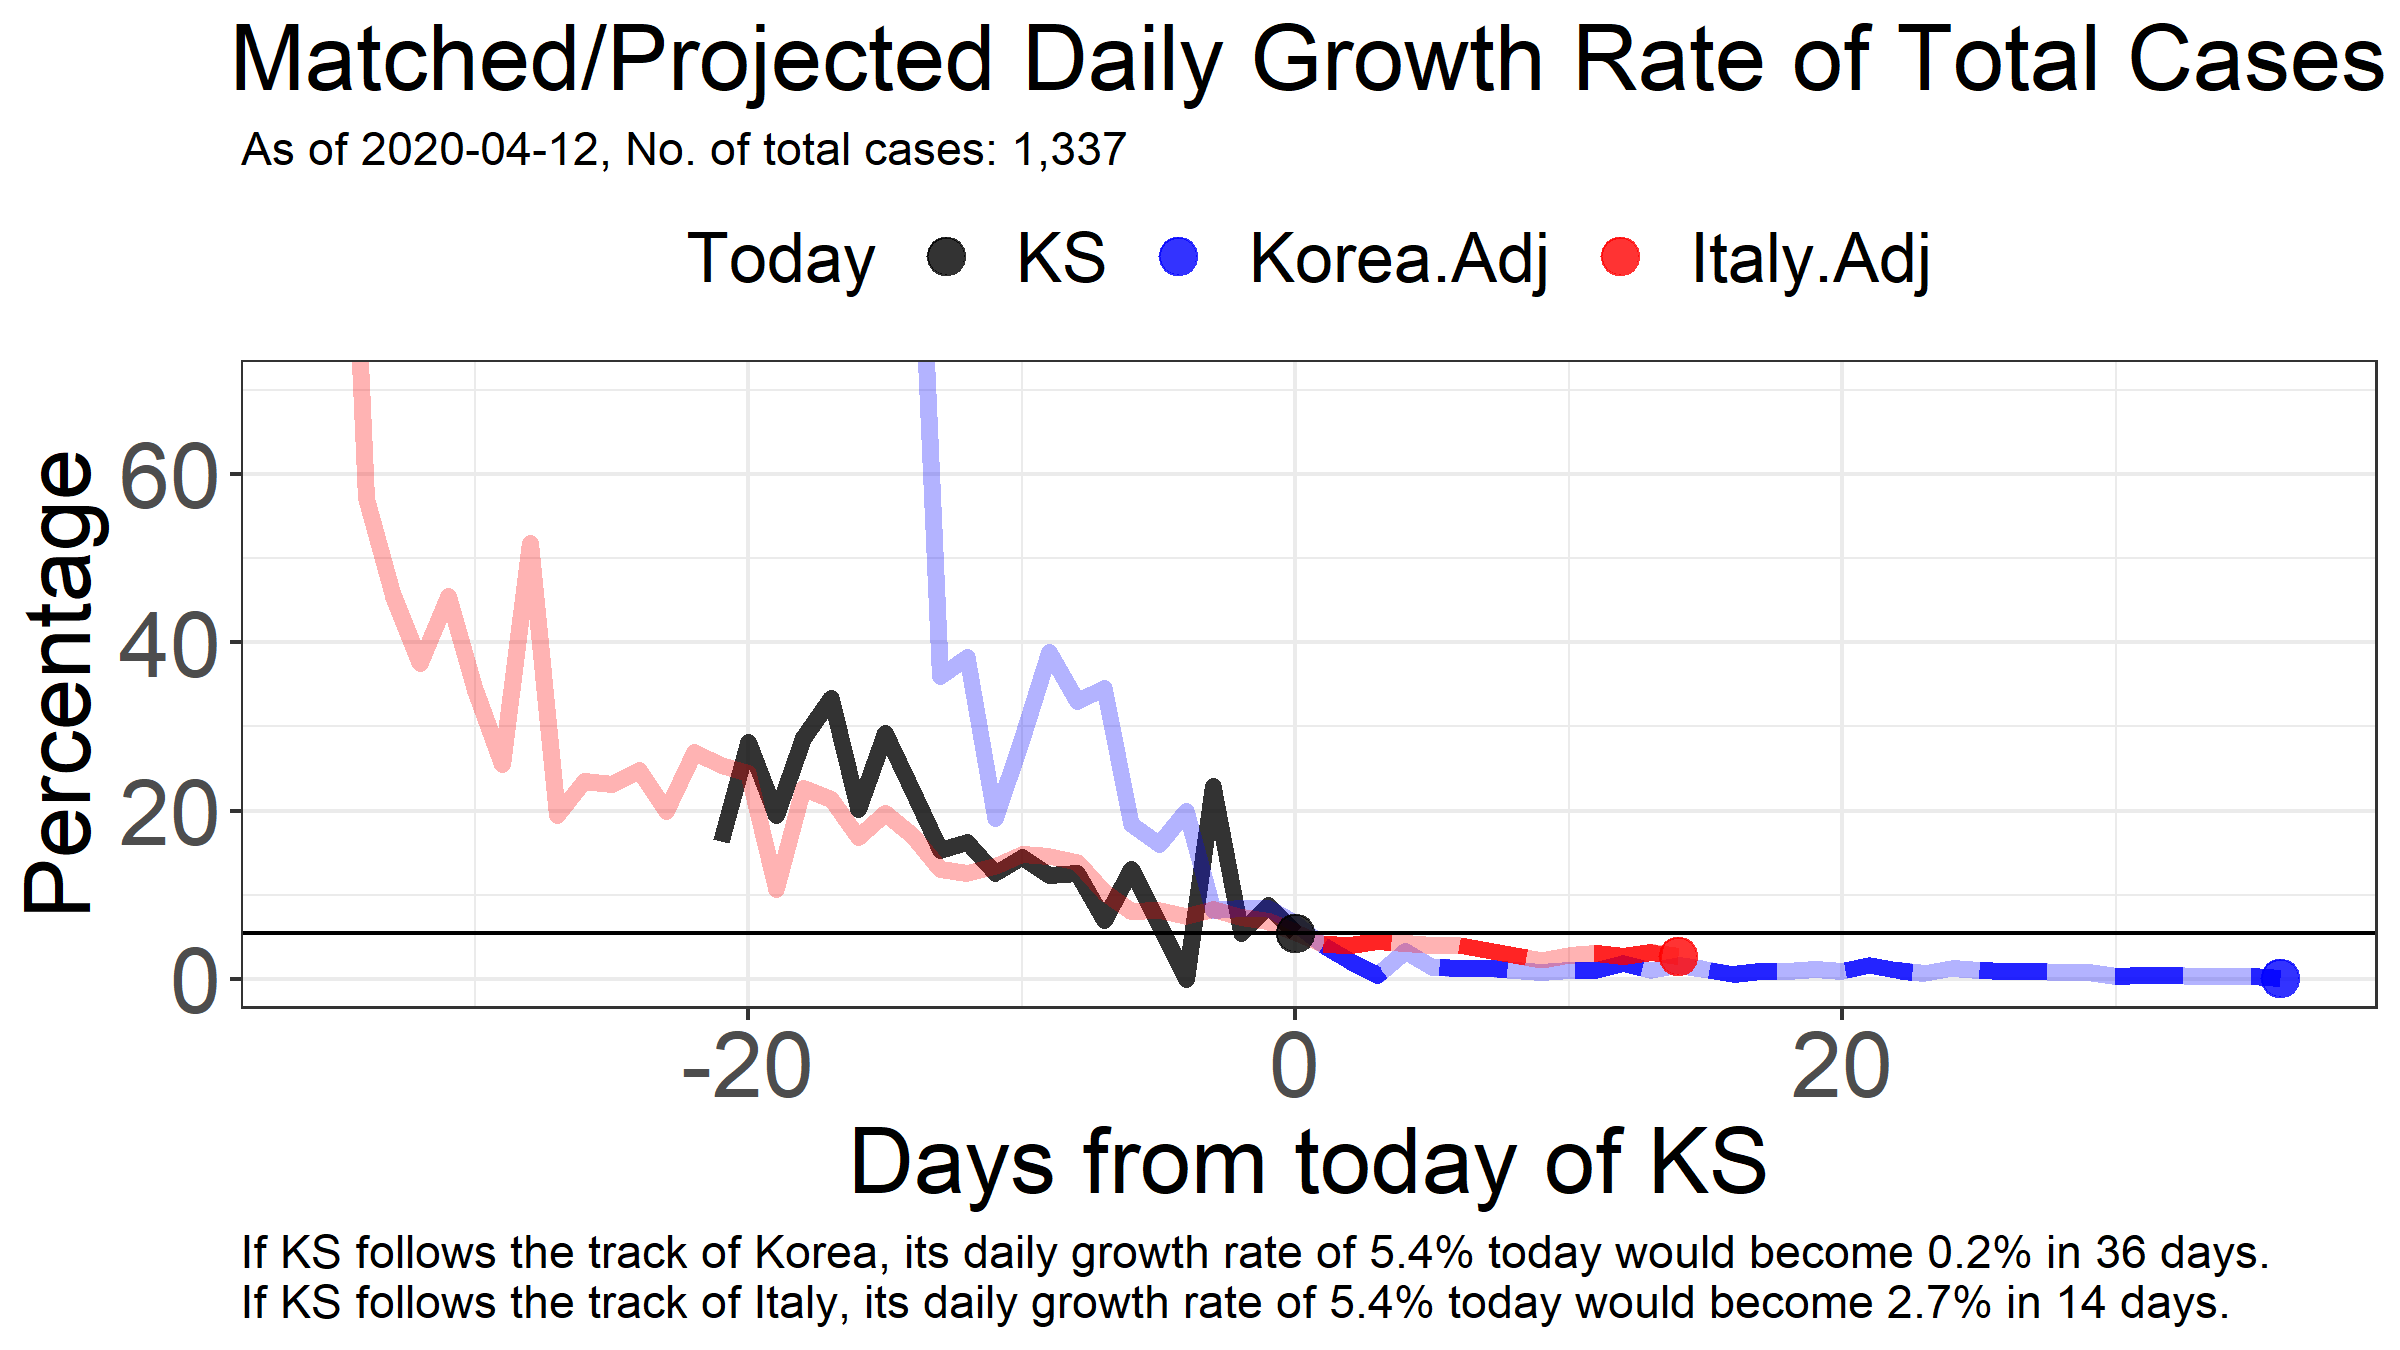 Matched/Projected Daily Growth Rate of Total Cases
As of 2020-04-12, No. of total cases: 1,337
Today KS Korea.Adj Italy.Adj
Percentage
60
40
20
0
-20 0 20
Days from today of KS
If KS follows the track of Korea, its daily growth rate of 5.4% today would become 0.2% in 36 days.
If KS follows the track of Italy, its daily growth rate of 5.4% today would become 2.7% in 14 days.